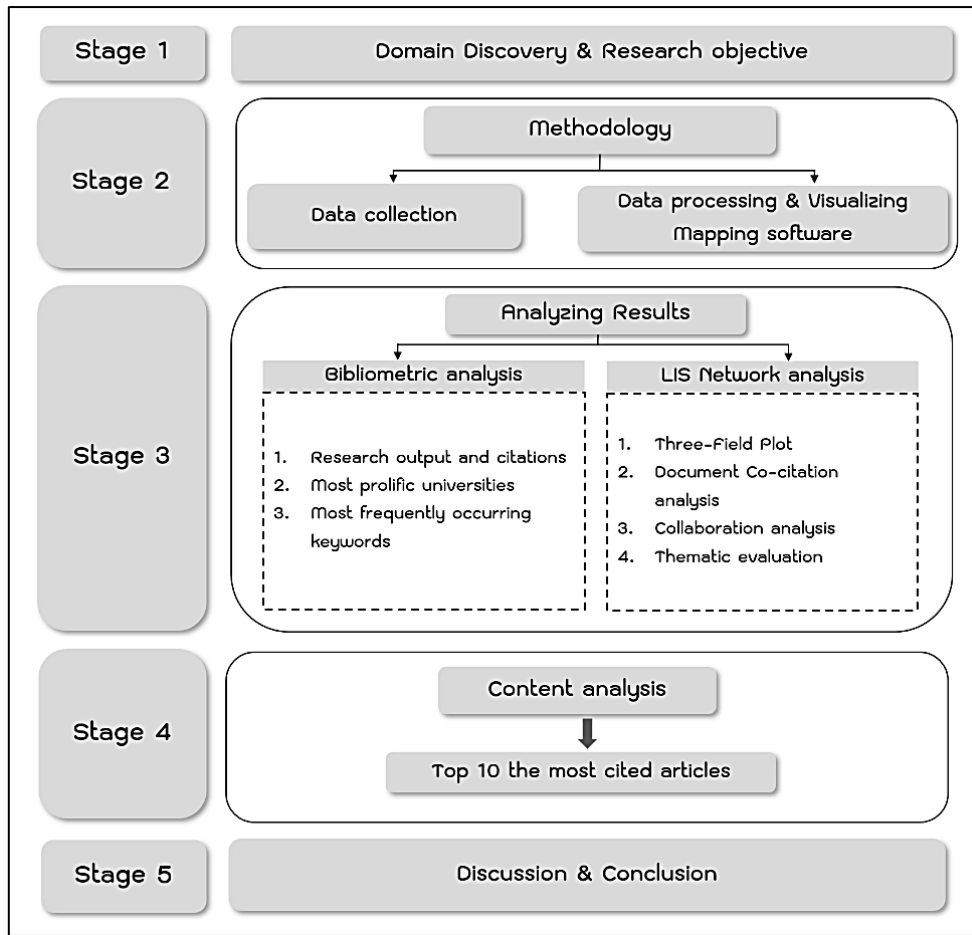 Stage 1
Domain Discovery & Research objective
Stage 2
Methodology
Data collection
Data processing & Visualizing
Mapping software
Stage 3
Analyzing Results
Bibliometric analysis
1. Research output and citations
2. Most prolific universities
3. Most frequently occurring
keywords
LIS Network analysis
1. Three-Field Plot
2. Document Co-citation
analysis
3. Collaboration analysis
4. Thematic evaluation
Stage 4
Content analysis
Top 10 the most cited articles
Stage 5
Discussion & Conclusion